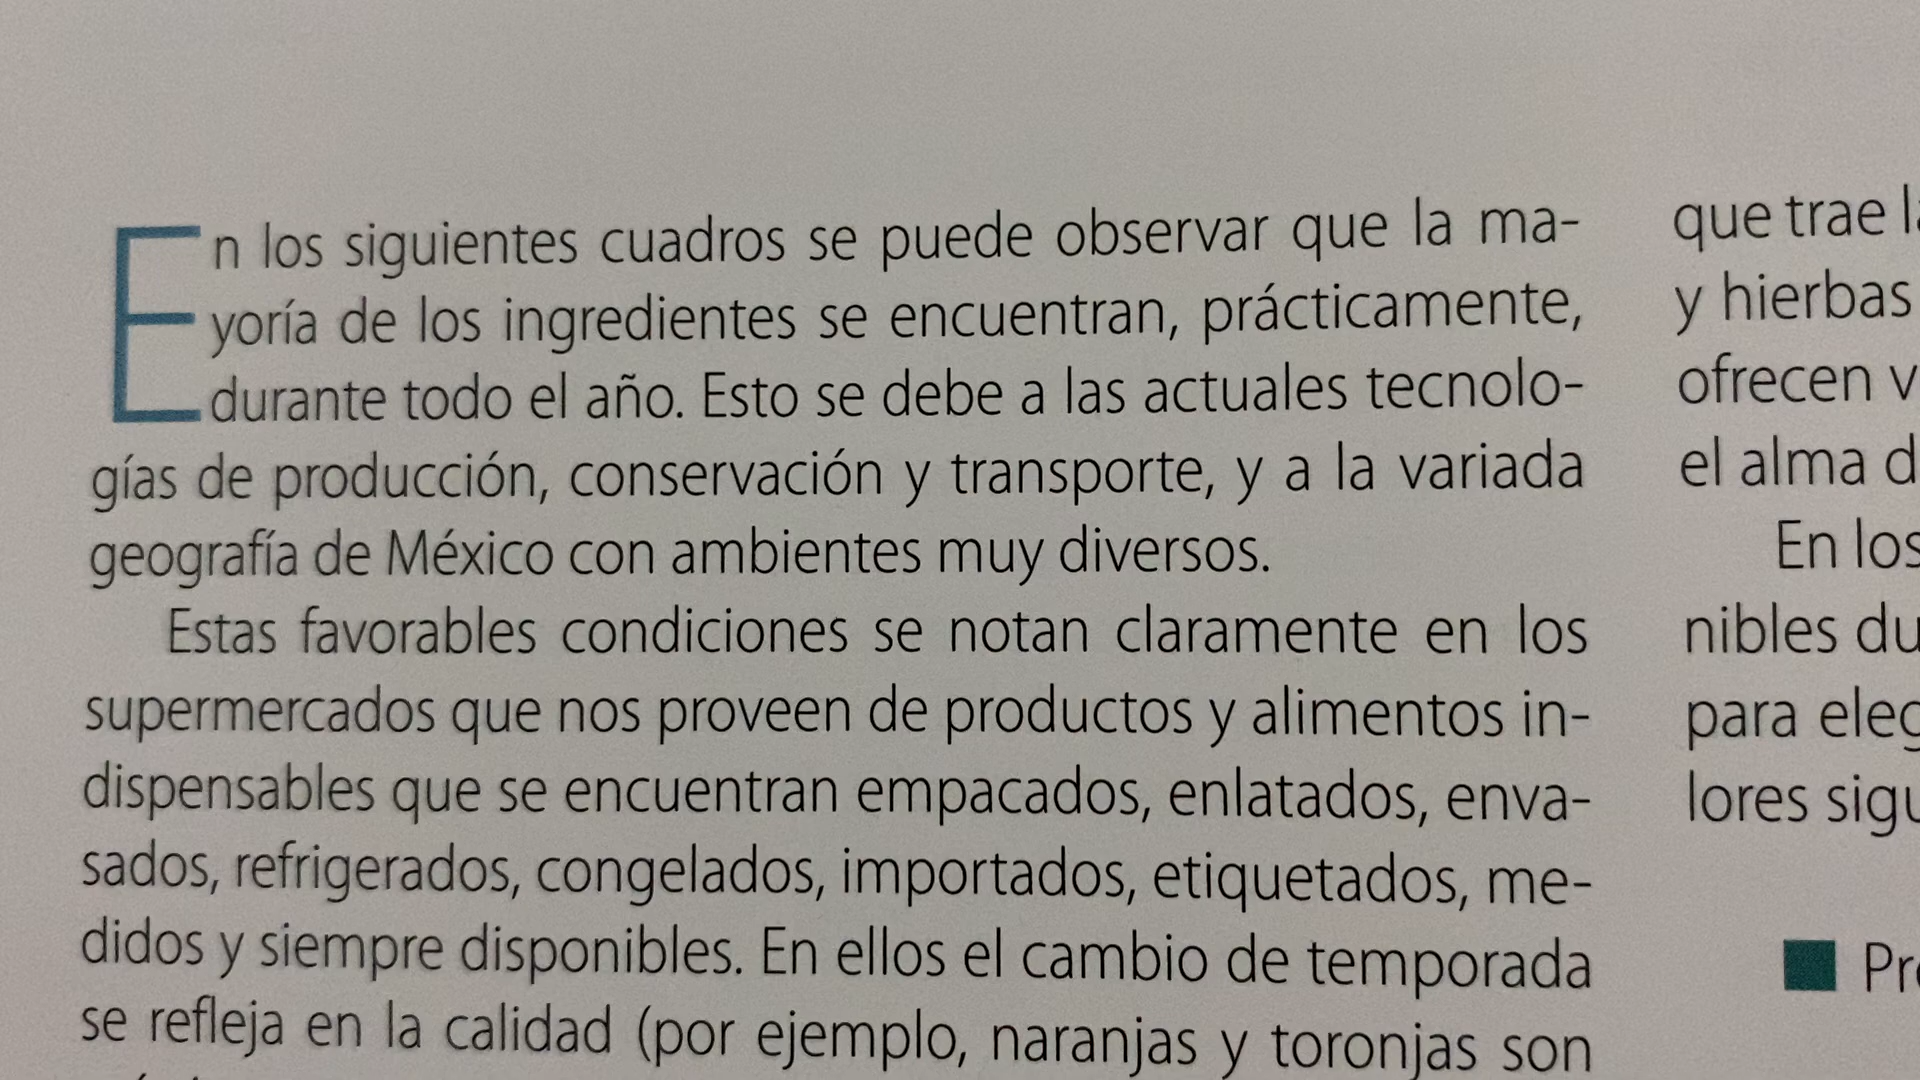 En los siguientes cuadros se puede observar que la ma-
yoría de los ingredientes se encuentran, prácticamente,
durante todo el año. Esto se debe a las actuales tecnolo-
gías de producción, conservación y transporte, y a la variada
geografía de México con ambientes muy diversos.
Estas favorables condiciones se notan claramente en los
supermercados que nos proveen de productos y alimentos in-
dispensables que se encuentran empacados, enlatados, enva-
sados, refrigerados, congelados, importados, etiquetados, me-
didos y siempre disponibles. En ellos el cambio de temporada
se refleja en la calidad (por ejemplo, naranjas y toronjas son
que trae
y hierbas
ofrecen
el alma
En los
nibles
para
lores